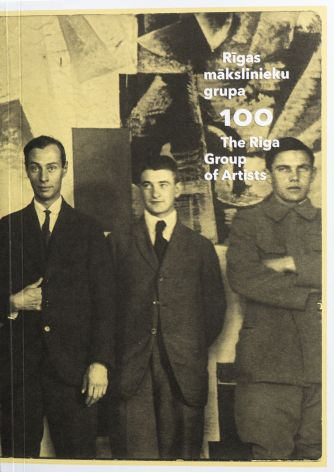 Rīgas
mākslinieku
grupa
100
The Riga
Group
of Artists